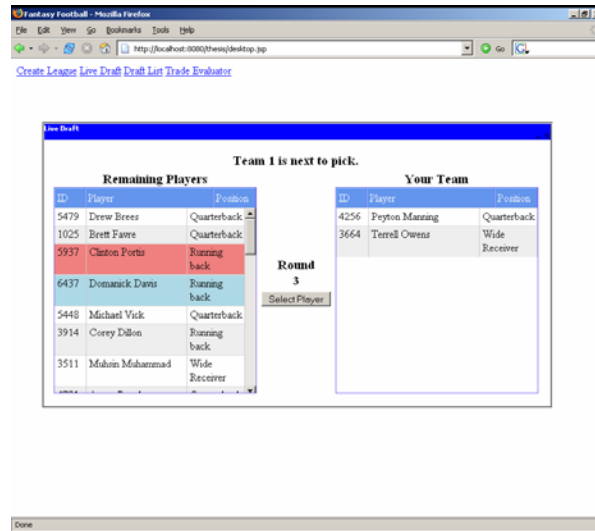 Fantasy Football - Mozilla Firefox
File Edit View Go Bookmarks Tools Help
http://localhost:8080/thesis/desktop.jsp Go
Create League Live Draft Draft List Trade Evaluator
Live Draft
Team 1 is next to pick.
Remaining Players
ID Player Position
5479 Drew Brees Quarterback
1025 Brett Favre Quarterback
5937 Clinton Portis Running
back
6437 Domanick Davis Running
back
5448 Michael Vick Quarterback
3914 Corey Dillon Running
back
3511 Muhsin Muhammad Wide
Receiver
Round
3
Select Player
Your Team
ID Player Position
4256 Peyton Manning Quarterback
3664 Terrell Owens Wide
Receiver
Done